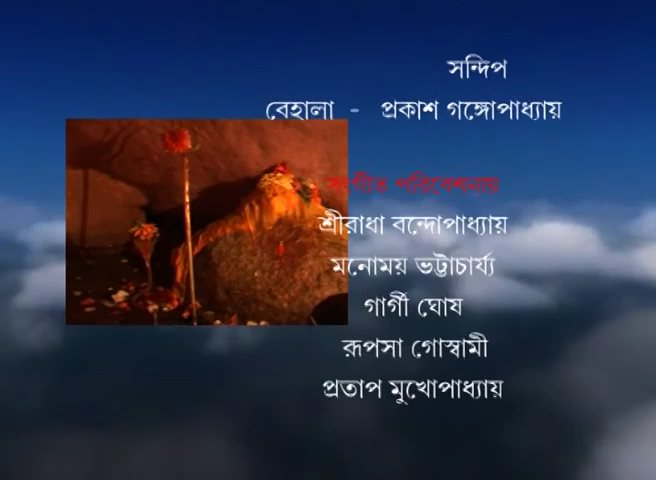 সন্দিপ
বেহালা - প্রকাশ গঙ্গোপাধ্যায়
সংগীত পরিবেশনায়
শ্রীরাধা বন্দোপাধ্যায়
মনোময় ভট্টাচার্য্য
গার্গী ঘোষ
রূপসা গোস্বামী
প্রতাপ মুখোপাধ্যায়